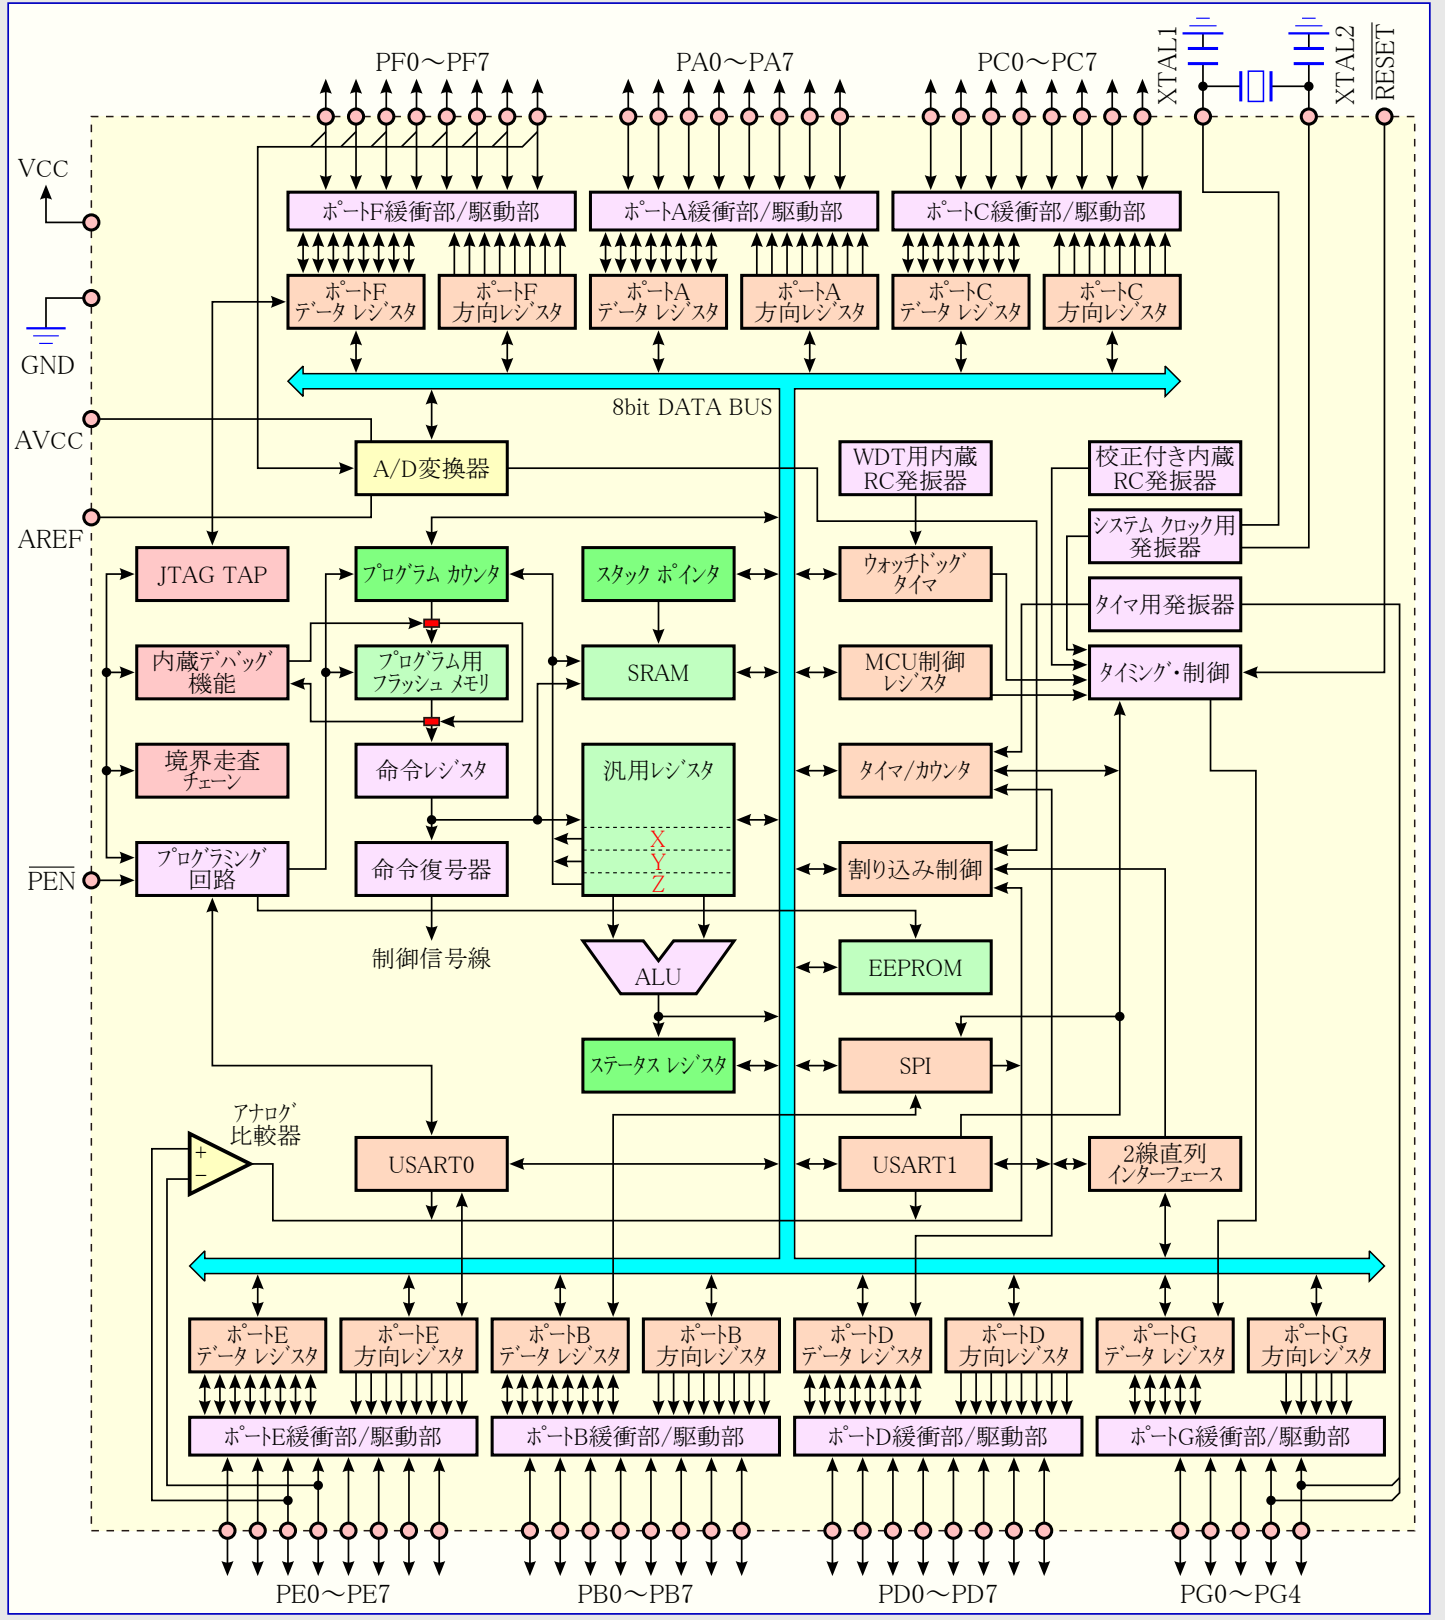 PF0～PF7
PA0～PA7
PC0～PC7
XTAL1
XTAL2
RESET
VCC
GND
AVCC
AREF
PEN
ポートF緩衝部/駆動部
ポートA緩衝部/駆動部
ポートC緩衝部/駆動部
ポートF
データ レジスタ
ポートF
方向レジスタ
ポートA
データ レジスタ
ポートA
方向レジスタ
ポートC
データ レジスタ
ポートC
方向レジスタ
8bit DATA BUS
A/D変換器
WDT用内蔵
RC発振器
校正付き内蔵
RC発振器
システム クロック用
発振器
JTAG TAP
プログラム カウンタ
スタック ポインタ
ウォッチドッグ
タイマ
タイマ用発振器
内蔵デバッグ
機能
プログラム用
フラッシュ メモリ
SRAM
MCU制御
レジスタ
タイミング・制御
境界走査
チェーン
命令レジスタ
汎用レジスタ
X
Y
Z
タイマ/カウンタ
プログラミング
回路
命令復号器
割り込み制御
制御信号線
ALU
EEPROM
ステータス レジスタ
SPI
アナログ
比較器
+
−
USART0
USART1
2線直列
インターフェース
ポートE
データ レジスタ
ポートE
方向レジスタ
ポートB
データ レジスタ
ポートB
方向レジスタ
ポートD
データ レジスタ
ポートD
方向レジスタ
ポートG
データ レジスタ
ポートG
方向レジスタ
ポートE緩衝部/駆動部
ポートB緩衝部/駆動部
ポートD緩衝部/駆動部
ポートG緩衝部/駆動部
PE0～PE7
PB0～PB7
PD0～PD7
PG0～PG4